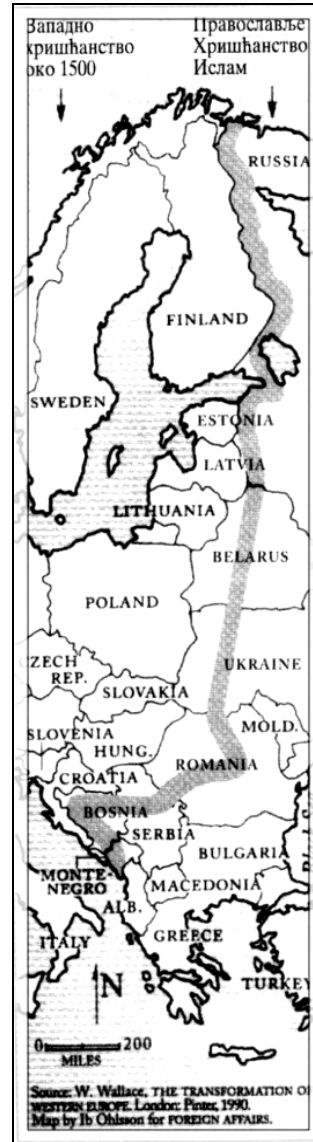 Западно
хришћанство
око 1500
Православље
Хришћанство
Ислам
RUSSIA
FINLAND
SWEDEN
ESTONIA
LATVIA
LITHUANIA
BELARUS
POLAND
CZECH
REP.
UKRAINE
SLOVAKIA
MOLD.
SLOVENIA
HUNG.
ROMANIA
CROATIA
BOSNIA
SERBIA
BULGARIA
MONTE-
NEGRO
MACEDONIA
ALB.
ITALY
GREECE
TURKEY
N
0 200
MILES
Source: W. Wallace, THE TRANSFORMATION O
WESTERN EUROPE. London: Pinter, 1990.
Map by Ib Ohlsson for FOREIGN AFFAIRS.